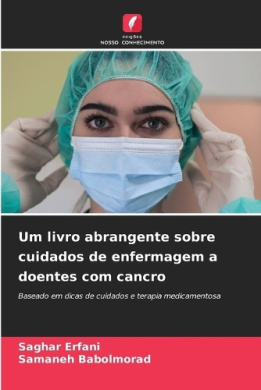 edições
NOSSO CONHECIMENTO
Um livro abrangente sobre
cuidados de enfermagem a
doentes com cancro
Baseado em dicas de cuidados e terapia medicamentosa
Saghar Erfani
Samaneh Babolmorad